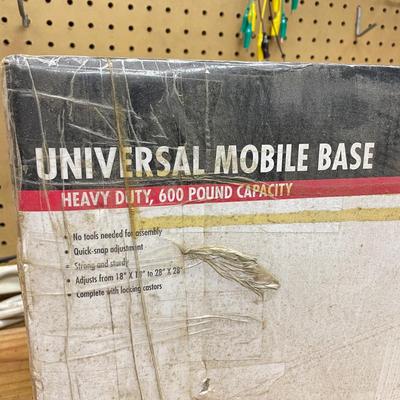 UNIVERSAL MOBILE BASE
HEAVY DUTY, 600 POUND CAPACITY
• No tools needed for assembly
• Quick-snap adjustment
• Strong and sturdy
• Adjusts from 18" X 18" to 28" X 28"
• Complete with locking castors